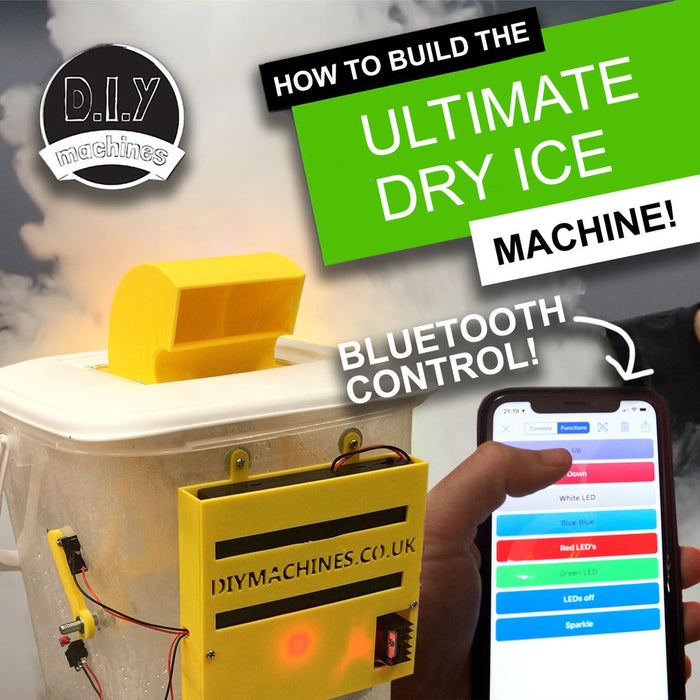 D.I.Y
machines
HOW TO BUILD THE
ULTIMATE
DRY ICE
MACHINE!
BLUETOOTH
CONTROL!
DIYMACHINES.CO.UK
21:19
Console Functions
Up
Down
White LED
Blue Blue
Red LED's
Green LED
LEDs off
Sparkle